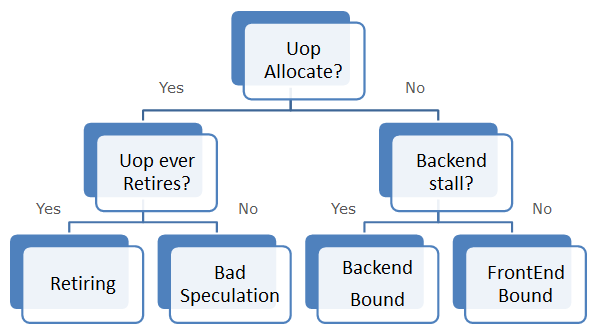 Uop
Allocate?
Yes
No
Uop ever
Retires?
Backend
stall?
Yes
No
Yes
No
Retiring
Bad
Speculation
Backend
Bound
FrontEnd
Bound